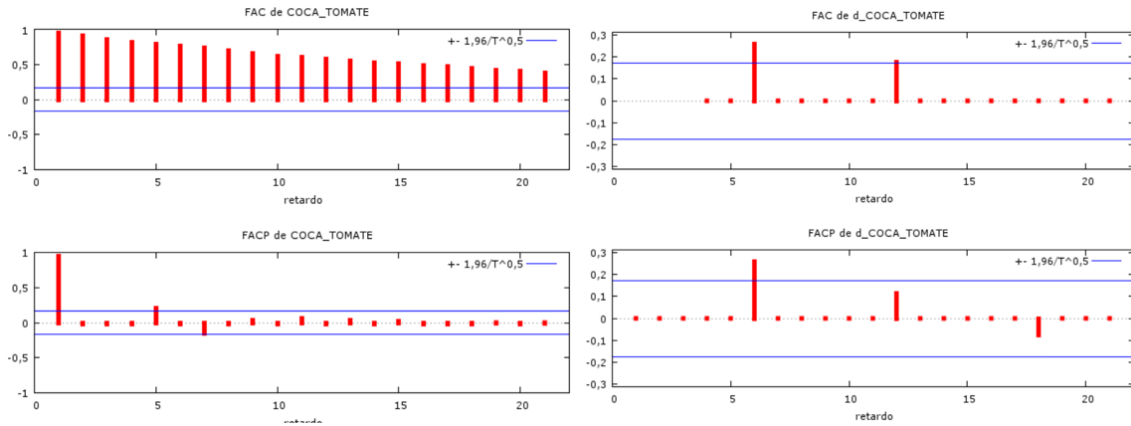 FAC de COCA_TOMATE
+- 1,96/T^0,5
1
0,5
0
-0,5
-1
0 5 10 15 20
retardo
FACP de COCA_TOMATE
+- 1,96/T^0,5
1
0,5
0
-0,5
-1
0 5 10 15 20
retardo
FAC de d_COCA_TOMATE
+- 1,96/T^0,5
0,3
0,2
0,1
0
-0,1
-0,2
-0,3
0 5 10 15 20
retardo
FACP de d_COCA_TOMATE
+- 1,96/T^0,5
0,3
0,2
0,1
0
-0,1
-0,2
-0,3
0 5 10 15 20
retardo